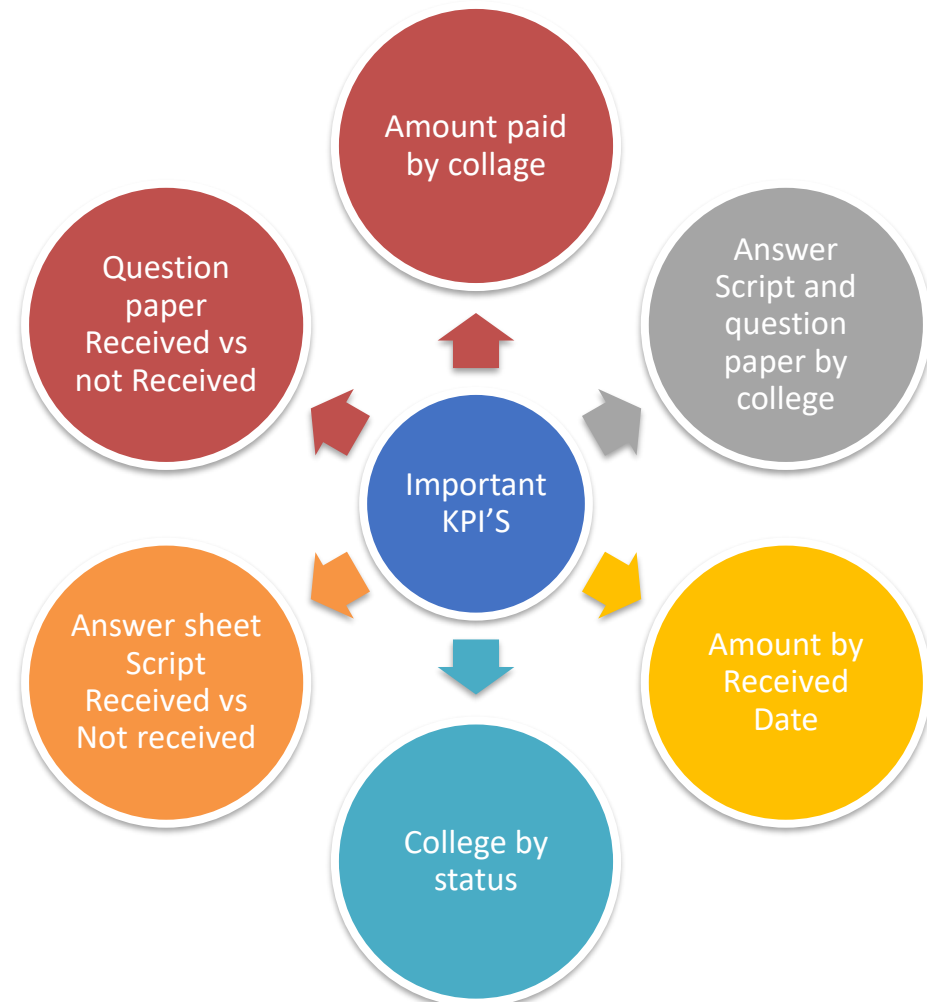 Amount paid
by collage
Answer
Script and
question
paper by
college
Amount by
Received
Date
College by
status
Answer sheet
Script
Received vs
Not received
Question
paper
Received vs
not Received
Important
KPI’S